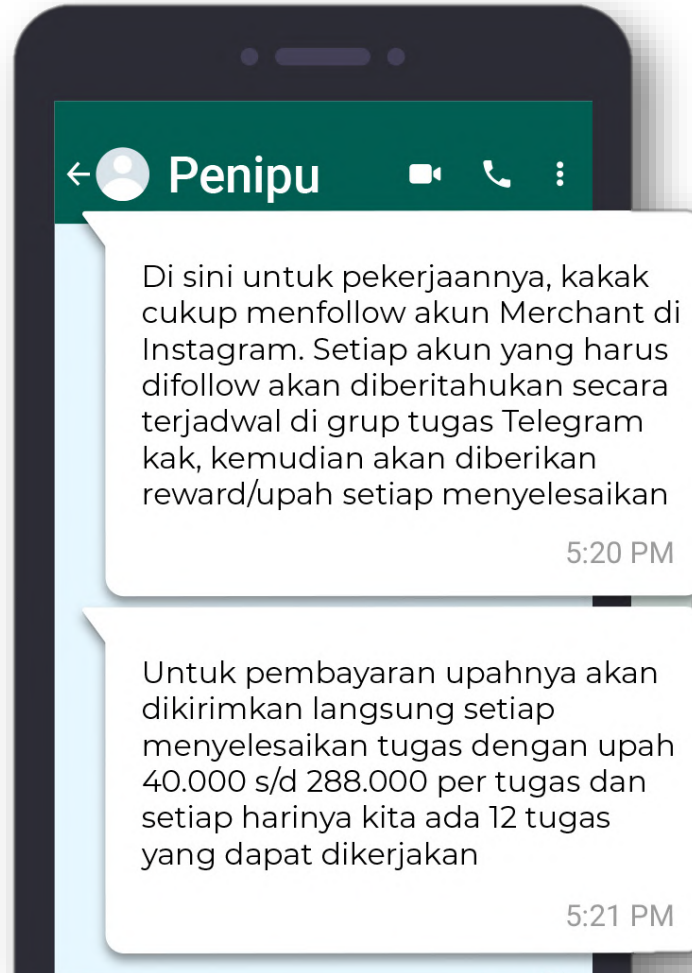 Penipu
Di sini untuk pekerjaannya, kakak
cukup menfollow akun Merchant di
Instagram. Setiap akun yang harus
difollow akan diberitahukan secara
terjadwal di grup tugas Telegram
kak, kemudian akan diberikan
reward/upah setiap menyelesaikan
5:20 PM
Untuk pembayaran upahnya akan
dikirimkan langsung setiap
menyelesaikan tugas dengan upah
40.000 s/d 288.000 per tugas dan
setiap harinya kita ada 12 tugas
yang dapat dikerjakan
5:21 PM